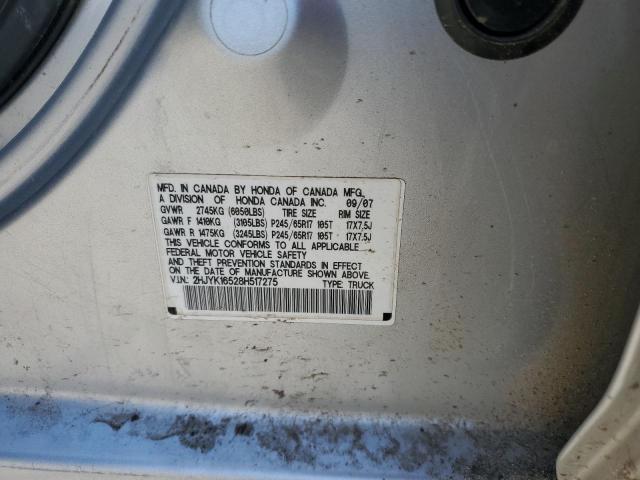 MFD. IN CANADA BY HONDA OF CANADA MFG.,
A DIVISION OF HONDA CANADA INC. 09/07
GVWR 2745KG (6050LBS) TIRE SIZE RIM SIZE
GAWR F 1410KG (3105LBS) P245/65R17 105T 17X7.5J
GAWR R 1475KG (3245LBS) P245/65R17 105T 17X7.5J
THIS VEHICLE CONFORMS TO ALL APPLICABLE
FEDERAL MOTOR VEHICLE SAFETY
AND THEFT PREVENTION STANDARDS IN EFFECT
ON THE DATE OF MANUFACTURE SHOWN ABOVE.
V.I.N.: 2HJYK16528H517275 TYPE: TRUCK